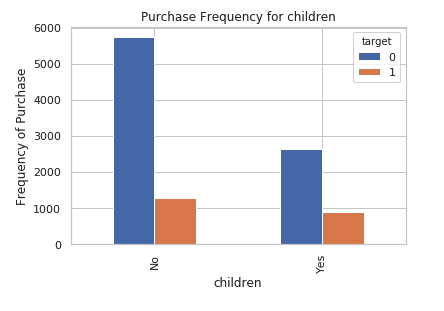 Purchase Frequency for children
target
0
1
6000
5000
4000
3000
2000
1000
0
Frequency of Purchase
No
Yes
children